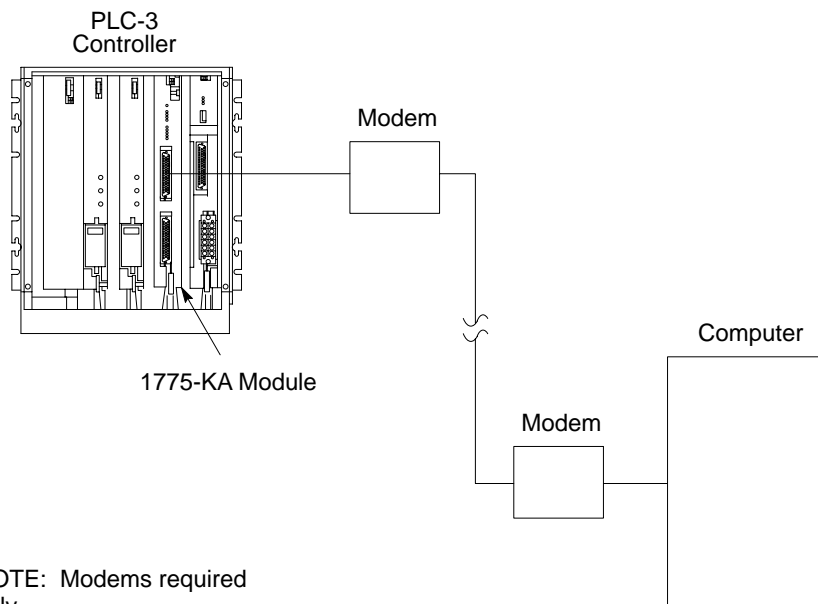 PLC-3
Controller
Modem
1775-KA Module
Computer
Modem
OTE: Modems required